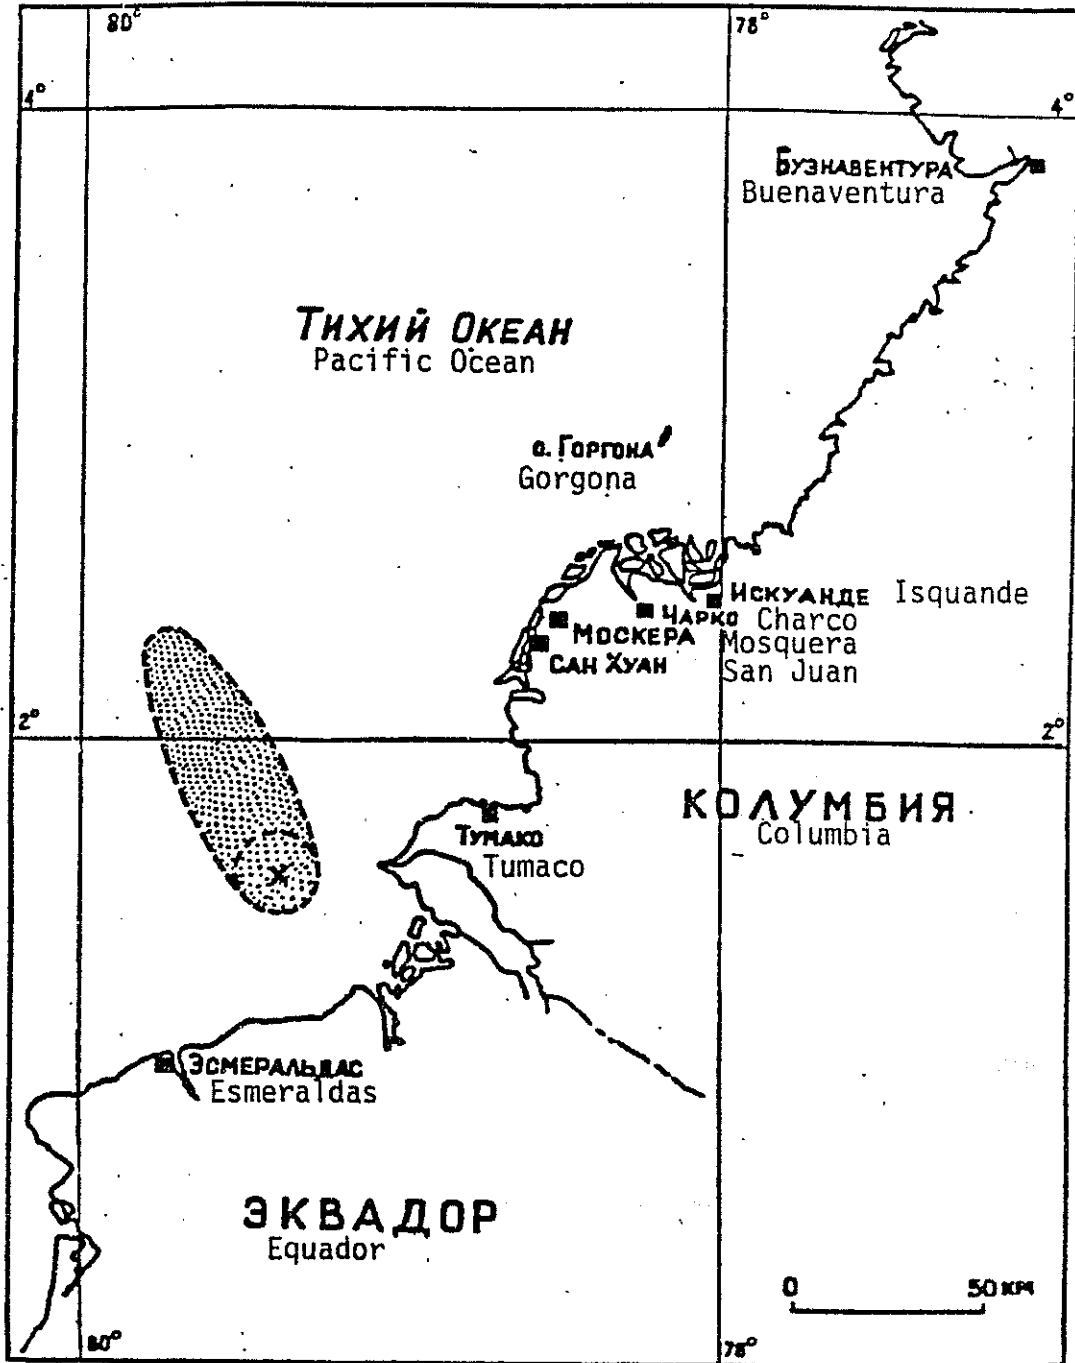 80°
78°
4°
4°
БУЭНАВЕНТУРА
Buenaventura
ТИХИЙ ОКЕАН
Pacific Ocean
о. ГОРГОНА
Gorgona
ИСКУАНДЕ Isquande
ЧАРКО Charco
МОСКЕРА Mosquera
САН ХУАН San Juan
2°
2°
КОЛУМБИЯ
Columbia
ТУМАКО
Tumaco
X
ЭСМЕРАЛЬДАС
Esmeraldas
ЭКВАДОР
Equador
0 50 КМ
80°
78°